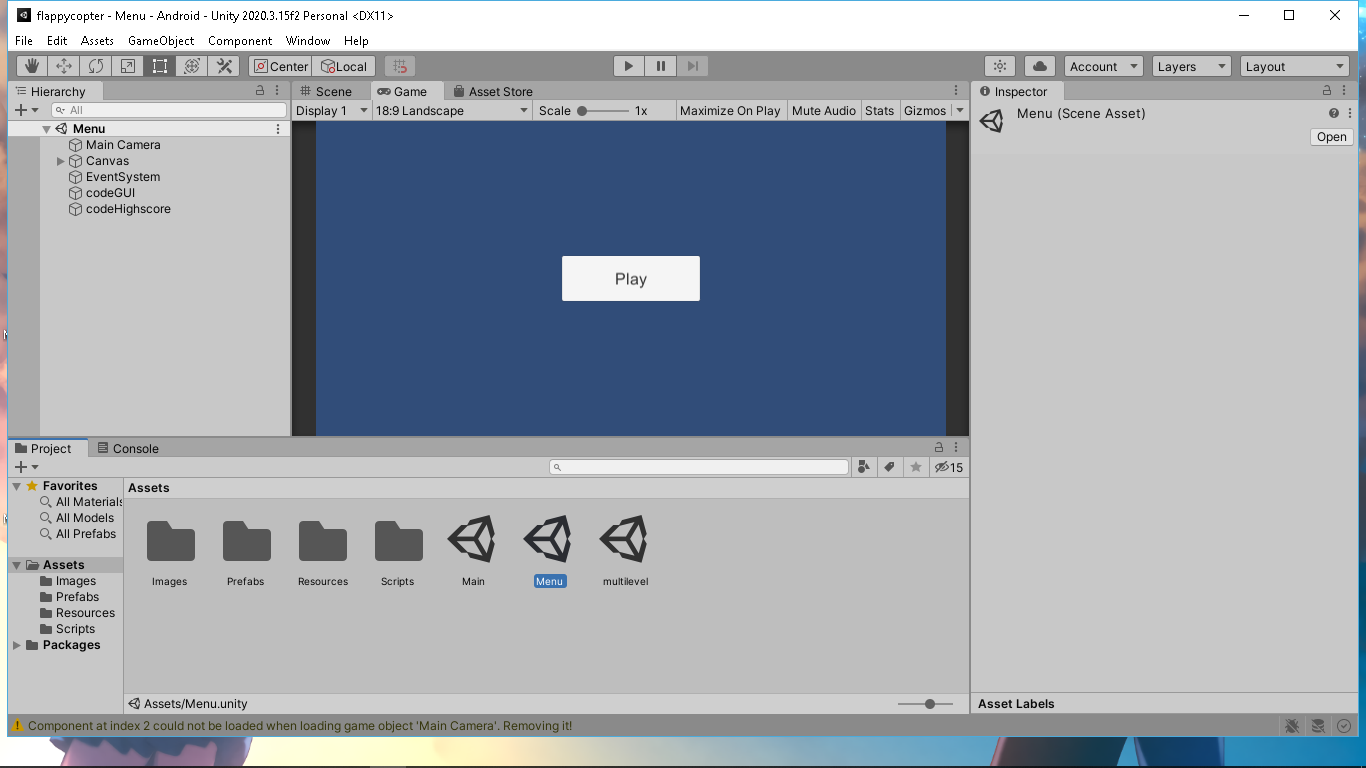 flappycopter - Menu - Android - Unity 2020.3.15f2 Personal <DX11>
File Edit Assets GameObject Component Window Help
Center Local Account Layers Layout
Hierarchy
All
Menu
Main Camera
Canvas
EventSystem
codeGUI
codeHighscore
Scene Game Asset Store
Display 1 18:9 Landscape Scale 1x Maximize On Play Mute Audio Stats Gizmos
Play
Inspector
Menu (Scene Asset)
Open
Project Console
15
Favorites
All Materials
All Models
All Prefabs
Assets
Images
Prefabs
Resources
Scripts
Packages
Assets
Images Prefabs Resources Scripts Main Menu multilevel
Assets/Menu.unity
Asset Labels
Component at index 2 could not be loaded when loading game object 'Main Camera'. Removing it!